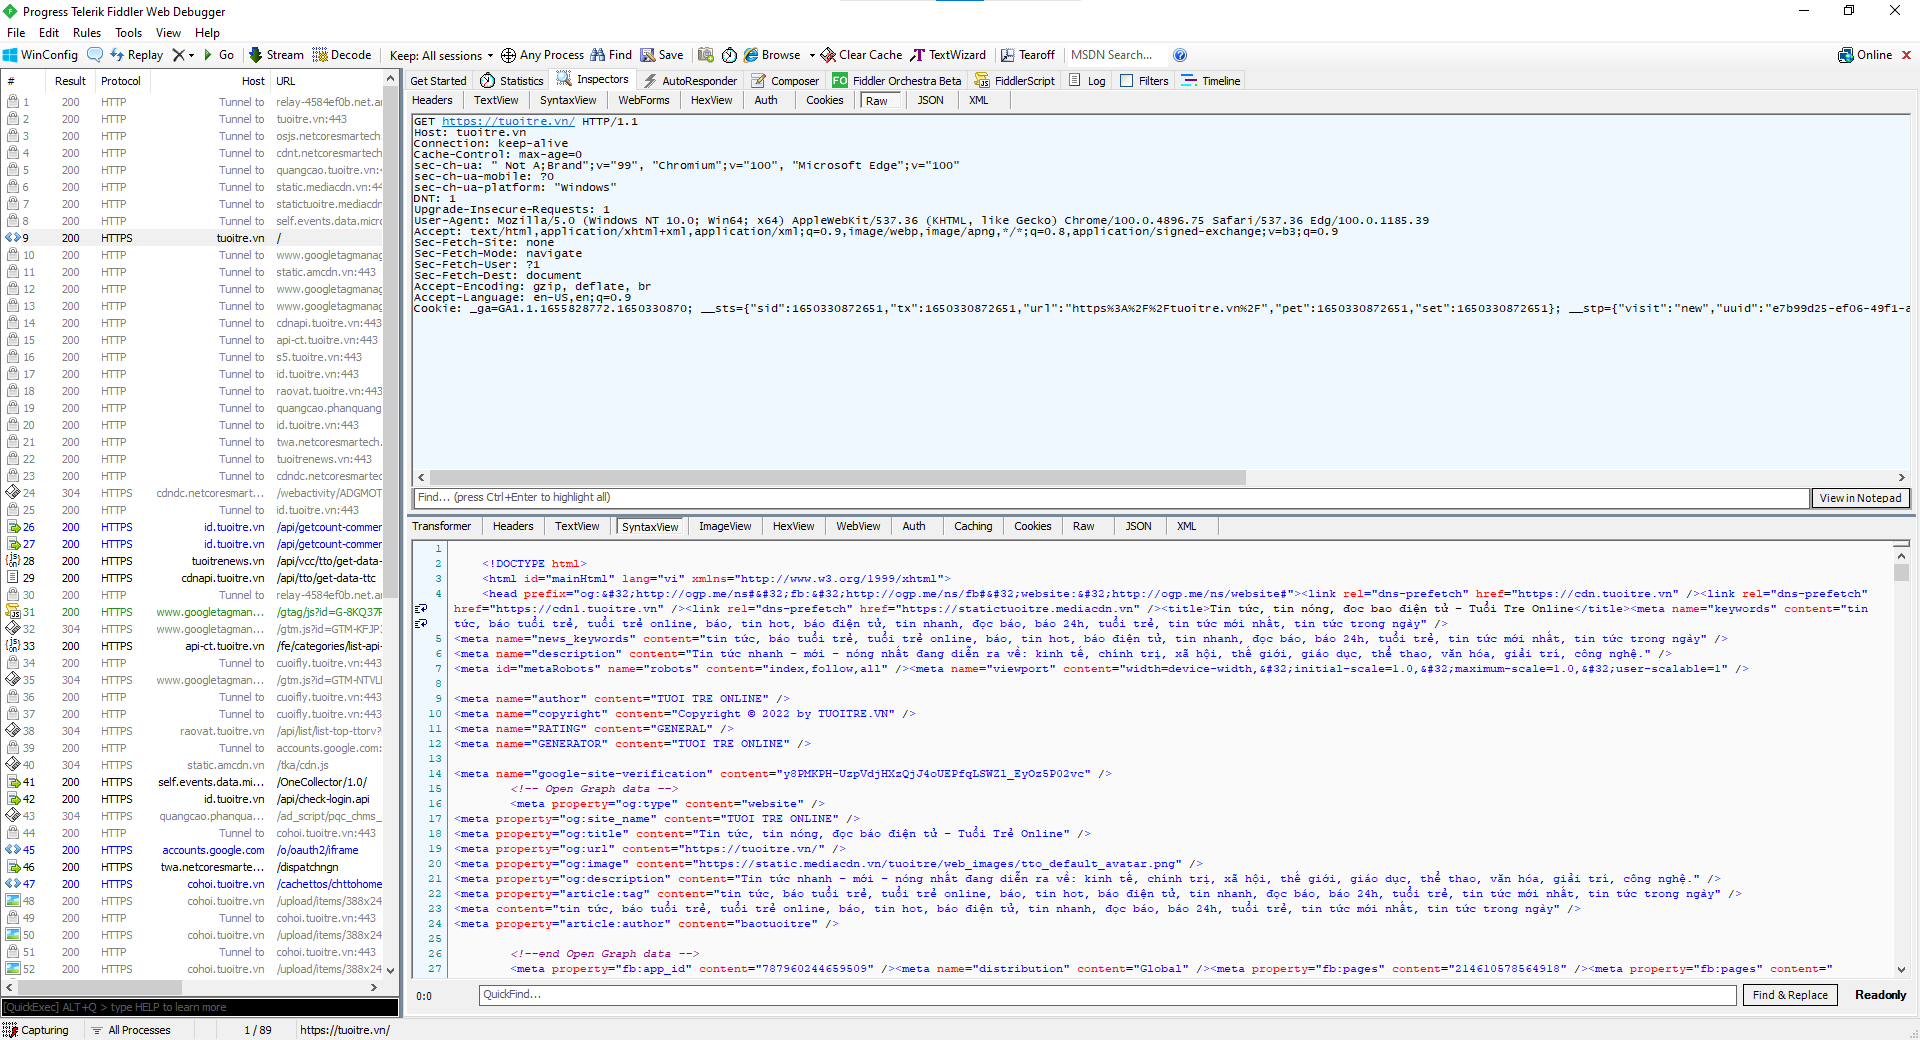 Progress Telerik Fiddler Web Debugger
File Edit Rules Tools View Help
WinConfig Replay Go Stream Decode Keep: All sessions Any Process Find Save Browse Clear Cache TextWizard Tearoff MSDN Search... Online
# Result Protocol Host URL
1 200 HTTP Tunnel to relay-4584ef0b.net.an
2 200 HTTP Tunnel to tuoitre.vn:443
3 200 HTTP Tunnel to osjs.netcoresmartech
4 200 HTTP Tunnel to cdnt.netcoresmartech
5 200 HTTP Tunnel to quangcao.tuoitre.vn:4
6 200 HTTP Tunnel to static.mediacdn.vn:44
7 200 HTTP Tunnel to statictuoitre.mediacdn
8 200 HTTP Tunnel to self.events.data.micro
9 200 HTTPS tuoitre.vn /
10 200 HTTP Tunnel to www.googletagmanag
11 200 HTTP Tunnel to static.amcdn.vn:443
12 200 HTTP Tunnel to www.googletagmanag
13 200 HTTP Tunnel to www.googletagmanag
14 200 HTTP Tunnel to cdnapi.tuoitre.vn:443
15 200 HTTP Tunnel to api-ct.tuoitre.vn:443
16 200 HTTP Tunnel to s5.tuoitre.vn:443
17 200 HTTP Tunnel to id.tuoitre.vn:443
18 200 HTTP Tunnel to raovat.tuoitre.vn:443
19 200 HTTP Tunnel to quangcao.phanquang
20 200 HTTP Tunnel to id.tuoitre.vn:443
21 200 HTTP Tunnel to twa.netcoresmartech.
22 200 HTTP Tunnel to tuoitrenews.vn:443
23 200 HTTP Tunnel to cdndc.netcoresmartec
24 304 HTTPS cdndc.netcoresmart... /webactivity/ADGMOT
25 200 HTTP Tunnel to id.tuoitre.vn:443
26 200 HTTPS id.tuoitre.vn /api/getcount-commer
27 200 HTTPS id.tuoitre.vn /api/getcount-commer
28 200 HTTPS tuoitrenews.vn /api/vcc/tto/get-data-
29 200 HTTPS cdnapi.tuoitre.vn /api/tto/get-data-ttc
30 200 HTTP Tunnel to relay-4584ef0b.net.an
31 200 HTTPS www.googletagman... /gtag/js?id=G-8KQ37P
32 304 HTTPS www.googletagman... /gtm.js?id=GTM-KFJP3
33 200 HTTPS api-ct.tuoitre.vn /fe/categories/list-api-
34 200 HTTP Tunnel to cuoifly.tuoitre.vn:443
35 304 HTTPS www.googletagman... /gtm.js?id=GTM-NTVLI
36 200 HTTP Tunnel to cuoifly.tuoitre.vn:443
37 200 HTTP Tunnel to cuoifly.tuoitre.vn:443
38 304 HTTPS raovat.tuoitre.vn /api/list/list-top-ttorv?
39 200 HTTP Tunnel to accounts.google.com:
40 304 HTTPS static.amcdn.vn /tka/cdn.js
41 200 HTTPS self.events.data.mi... /OneCollector/1.0/
42 200 HTTPS id.tuoitre.vn /api/check-login.api
43 304 HTTPS quangcao.phanqua... /ad_script/pqc_chms_
44 200 HTTP Tunnel to cohoi.tuoitre.vn:443
45 200 HTTPS accounts.google.com /o/oauth2/iframe
46 200 HTTPS twa.netcoresmarte... /dispatchngn
47 200 HTTPS cohoi.tuoitre.vn /cachettos/chttohome
48 200 HTTPS cohoi.tuoitre.vn /upload/items/388x24
49 200 HTTP Tunnel to cohoi.tuoitre.vn:443
50 200 HTTPS cohoi.tuoitre.vn /upload/items/388x24
51 200 HTTP Tunnel to cohoi.tuoitre.vn:443
52 200 HTTPS cohoi.tuoitre.vn /upload/items/388x24
[QuickExec] ALT+Q > type HELP to learn more
Get Started Statistics Inspectors AutoResponder Composer FO Fiddler Orchestra Beta FiddlerScript Log Filters Timeline
Headers TextView SyntaxView WebForms HexView Auth Cookies Raw JSON XML
GET https://tuoitre.vn/ HTTP/1.1
Host: tuoitre.vn
Connection: keep-alive
Cache-Control: max-age=0
sec-ch-ua: " Not A;Brand";v="99", "Chromium";v="100", "Microsoft Edge";v="100"
sec-ch-ua-mobile: ?0
sec-ch-ua-platform: "Windows"
DNT: 1
Upgrade-Insecure-Requests: 1
User-Agent: Mozilla/5.0 (Windows NT 10.0; Win64; x64) AppleWebKit/537.36 (KHTML, like Gecko) Chrome/100.0.4896.75 Safari/537.36 Edg/100.0.1185.39
Accept: text/html,application/xhtml+xml,application/xml;q=0.9,image/webp,image/apng,*/*;q=0.8,application/signed-exchange;v=b3;q=0.9
Sec-Fetch-Site: none
Sec-Fetch-Mode: navigate
Sec-Fetch-User: ?1
Sec-Fetch-Dest: document
Accept-Encoding: gzip, deflate, br
Accept-Language: en-US,en;q=0.9
Cookie: _ga=GA1.1.1655828772.1650330870; __sts={"sid":1650330872651,"tx":1650330872651,"url":"https%3A%2F%2Ftuoitre.vn%2F","pet":1650330872651,"set":1650330872651}; __stp={"visit":"new","uuid":"e7b99d25-ef06-49f1-a
Find... (press Ctrl+Enter to highlight all) View in Notepad
Transformer Headers TextView SyntaxView ImageView HexView WebView Auth Caching Cookies Raw JSON XML
1
2 <!DOCTYPE html>
3 <html id="mainHtml" lang="vi" xmlns="http://www.w3.org/1999/xhtml">
4 <head prefix="og:&#32;http://ogp.me/ns#&#32;fb:&#32;http://ogp.me/ns/fb#&#32;website:&#32;http://ogp.me/ns/website#"><link rel="dns-prefetch" href="https://cdn.tuoitre.vn" /><link rel="dns-prefetch"
href="https://cdn1.tuoitre.vn" /><link rel="dns-prefetch" href="https://statictuoitre.mediacdn.vn" /><title>Tin tức, tin nóng, đọc báo điện tử - Tuổi Trẻ Online</title><meta name="keywords" content="tin
tức, báo tuổi trẻ, tuổi trẻ online, báo, tin hot, báo điện tử, tin nhanh, đọc báo, báo 24h, tuổi trẻ, tin tức mới nhất, tin tức trong ngày" />
5 <meta name="news_keywords" content="tin tức, báo tuổi trẻ, tuổi trẻ online, báo, tin hot, báo điện tử, tin nhanh, đọc báo, báo 24h, tuổi trẻ, tin tức mới nhất, tin tức trong ngày" />
6 <meta name="description" content="Tin tức nhanh - mới - nóng nhất đang diễn ra về: kinh tế, chính trị, xã hội, thế giới, giáo dục, thể thao, văn hóa, giải trí, công nghệ." />
7 <meta id="metaRobots" name="robots" content="index,follow,all" /><meta name="viewport" content="width=device-width,&#32;initial-scale=1.0,&#32;maximum-scale=1.0,&#32;user-scalable=1" />
8
9 <meta name="author" content="TUOI TRE ONLINE" />
10 <meta name="copyright" content="Copyright © 2022 by TUOITRE.VN" />
11 <meta name="RATING" content="GENERAL" />
12 <meta name="GENERATOR" content="TUOI TRE ONLINE" />
13
14 <meta name="google-site-verification" content="y8PMKPH-UzpVdjHXzQjJ4oUEPfqLSWZl_EyOz5P02vc" />
15 <!-- Open Graph data -->
16 <meta property="og:type" content="website" />
17 <meta property="og:site_name" content="TUOI TRE ONLINE" />
18 <meta property="og:title" content="Tin tức, tin nóng, đọc báo điện tử - Tuổi Trẻ Online" />
19 <meta property="og:url" content="https://tuoitre.vn/" />
20 <meta property="og:image" content="https://static.mediacdn.vn/tuoitre/web_images/tto_default_avatar.png" />
21 <meta property="og:description" content="Tin tức nhanh - mới - nóng nhất đang diễn ra về: kinh tế, chính trị, xã hội, thế giới, giáo dục, thể thao, văn hóa, giải trí, công nghệ." />
22 <meta property="article:tag" content="tin tức, báo tuổi trẻ, tuổi trẻ online, báo, tin hot, báo điện tử, tin nhanh, đọc báo, báo 24h, tuổi trẻ, tin tức mới nhất, tin tức trong ngày" />
23 <meta content="tin tức, báo tuổi trẻ, tuổi trẻ online, báo, tin hot, báo điện tử, tin nhanh, đọc báo, báo 24h, tuổi trẻ, tin tức mới nhất, tin tức trong ngày" />
24 <meta property="article:author" content="baotuoitre" />
25
26 <!--end Open Graph data -->
27 <meta property="fb:app_id" content="787960244659509" /><meta name="distribution" content="Global" /><meta property="fb:pages" content="214610578564918" /><meta property="fb:pages" content="
0:0 QuickFind... Find & Replace Readonly
Capturing All Processes 1 / 89 https://tuoitre.vn/